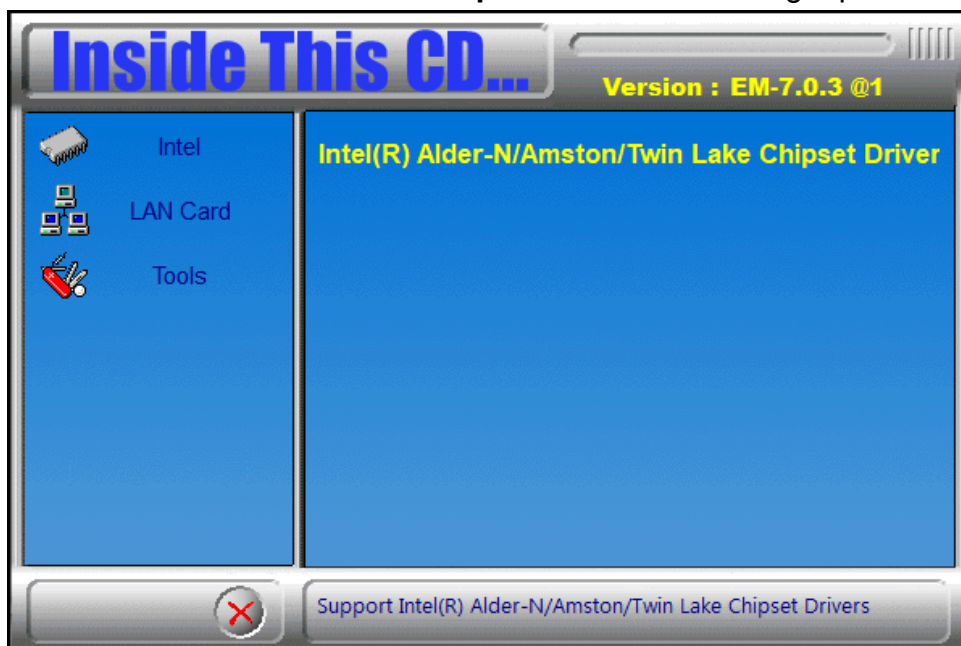 Inside This CD...
Version : EM-7.0.3 @1
Intel
LAN Card
Tools
Intel(R) Alder-N/Amston/Twin Lake Chipset Driver
Support Intel(R) Alder-N/Amston/Twin Lake Chipset Drivers